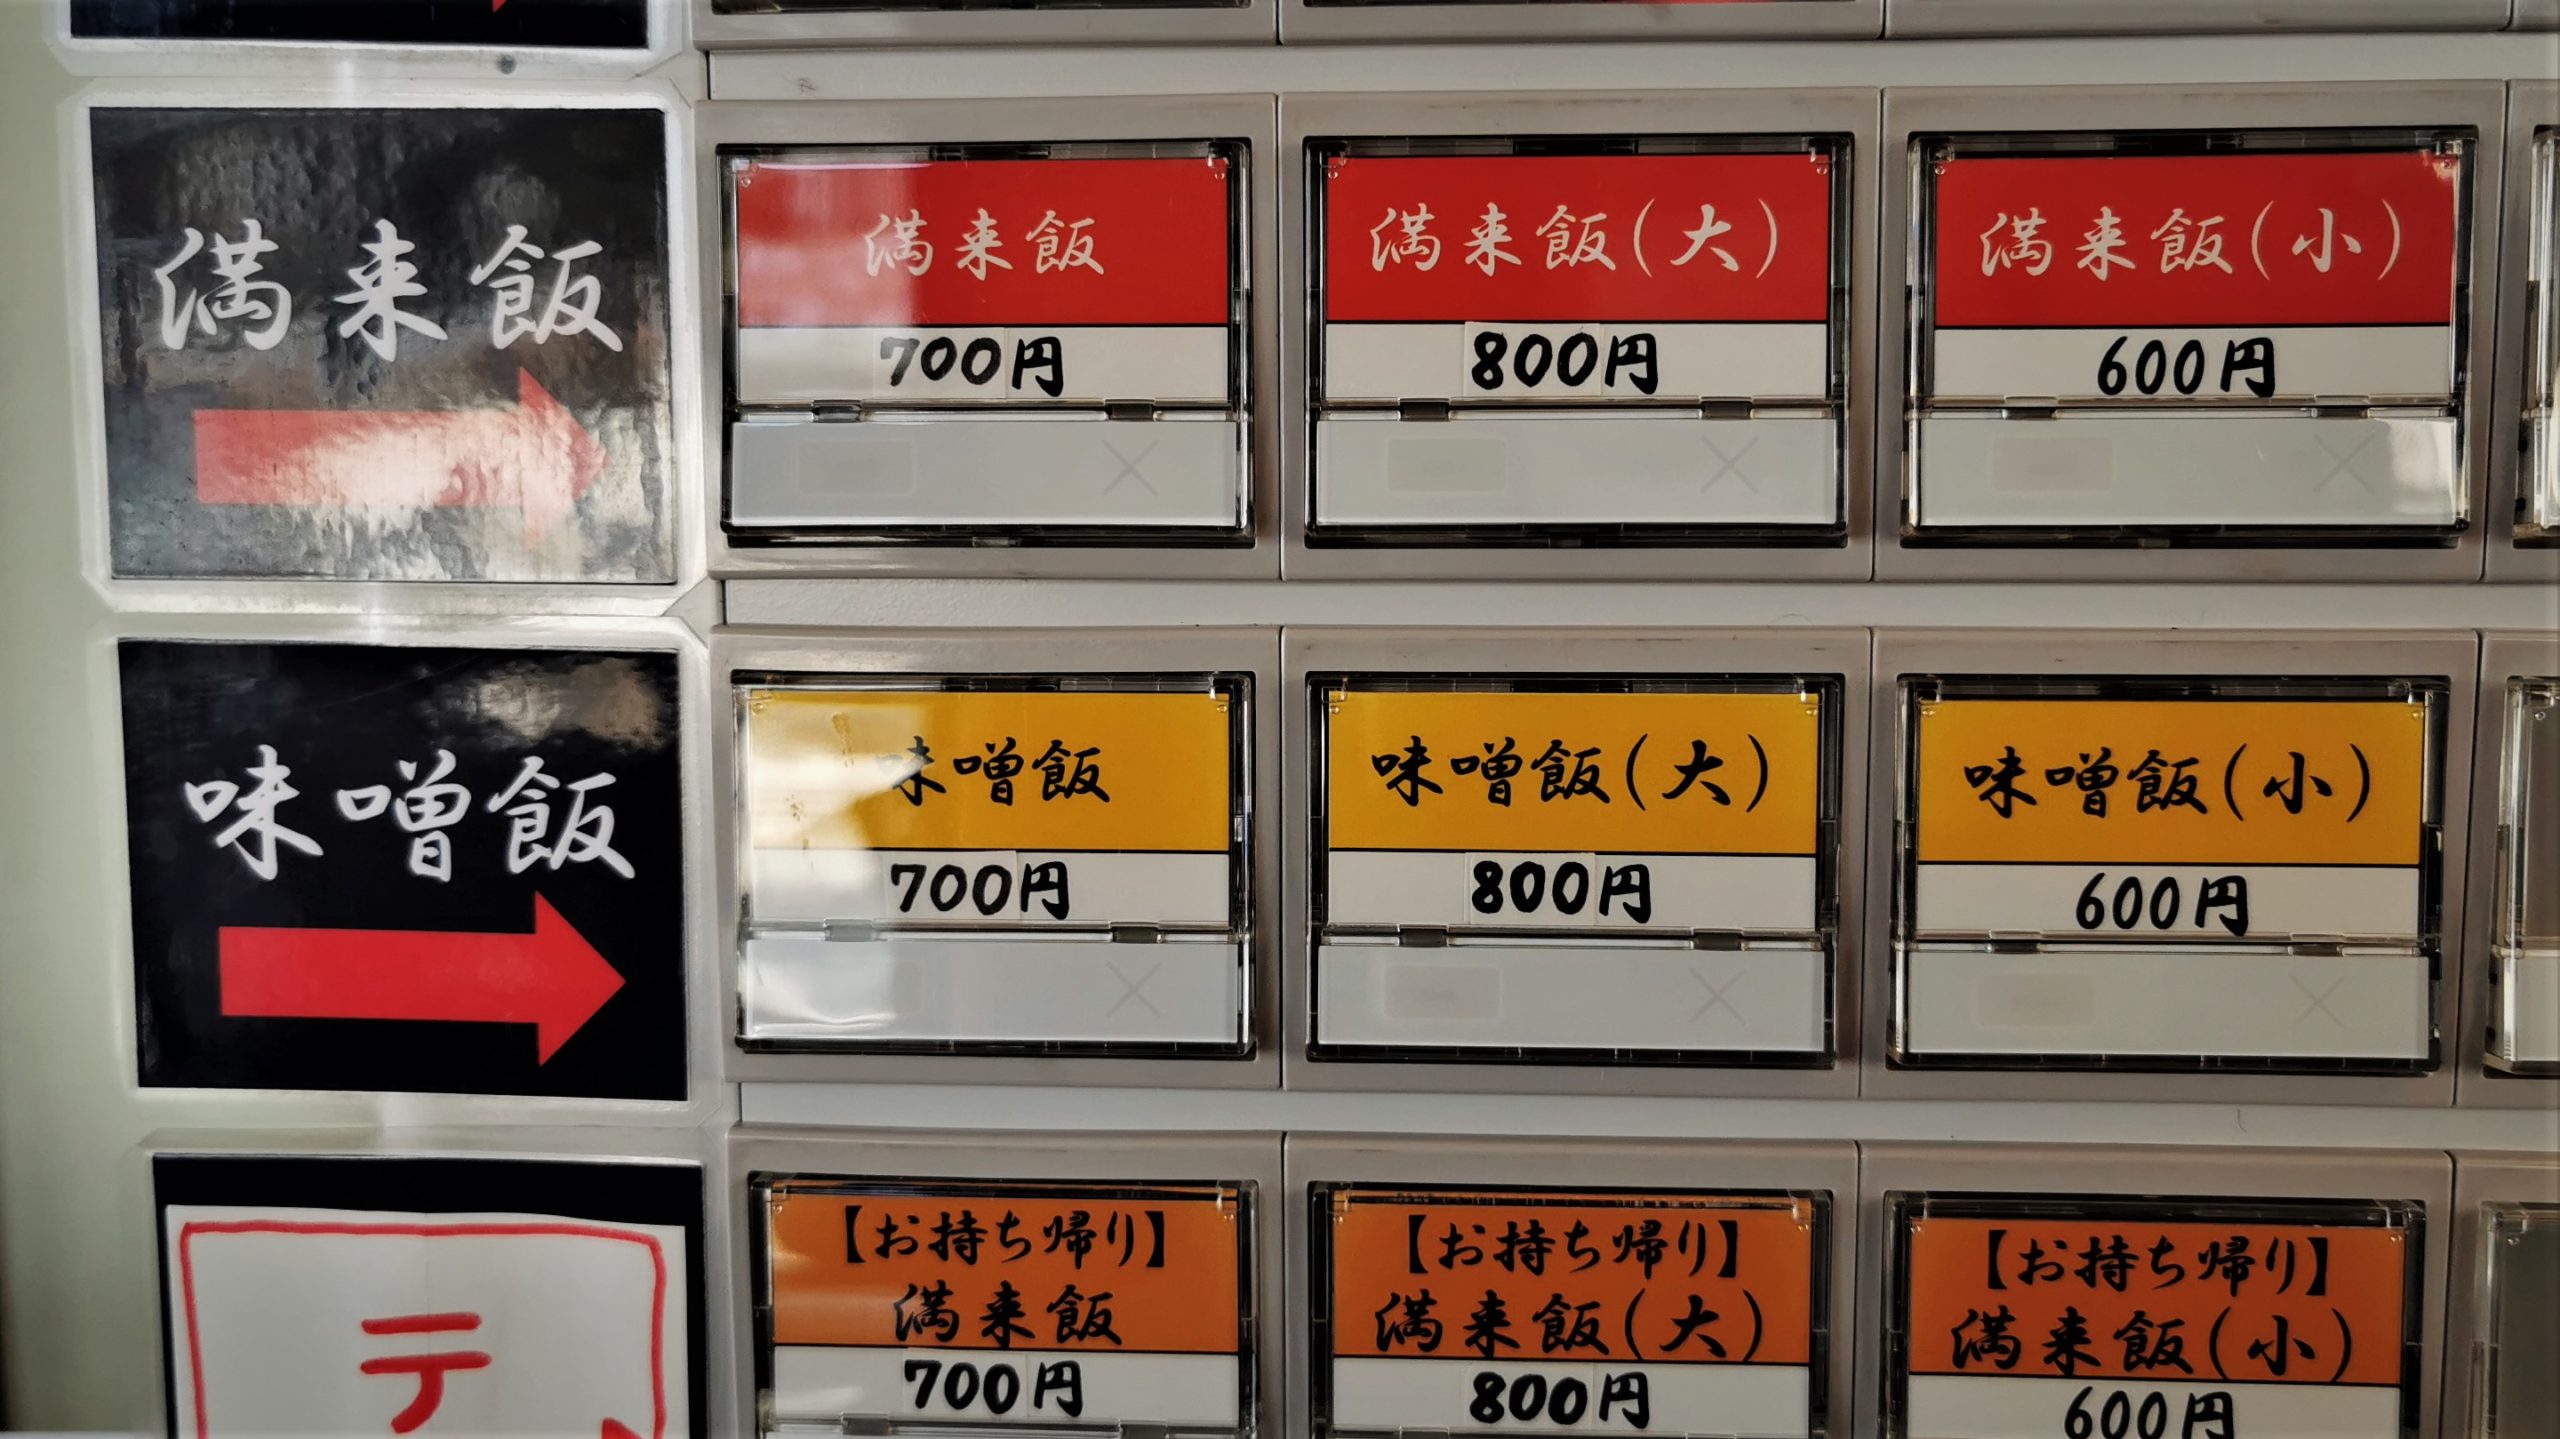 満来飯
満来飯
700円
満来飯(大)
800円
満来飯(小)
600円
味噌飯
味噌飯
700円
味噌飯(大)
800円
味噌飯(小)
600円
テ
【お持ち帰り】
満来飯
700円
【お持ち帰り】
満来飯(大)
800円
【お持ち帰り】
満来飯(小)
600円